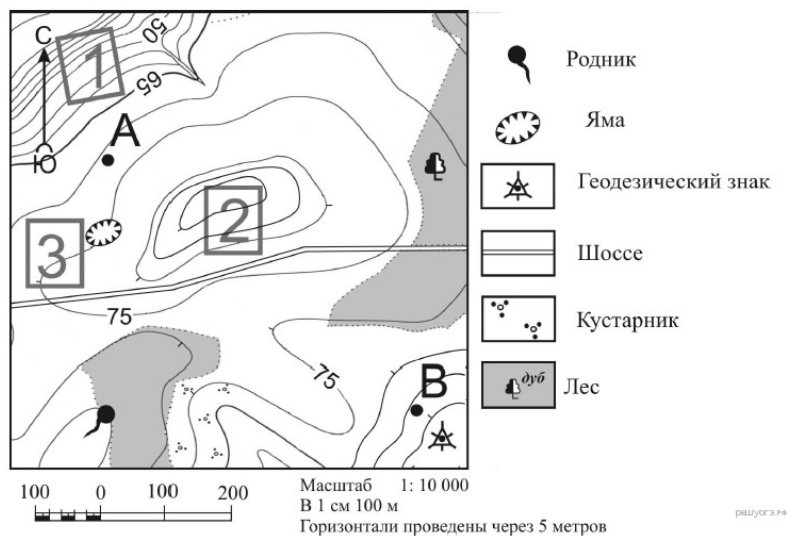 С
Ю
50
65
1
А
2
3
75
75
В
Родник
Яма
Геодезический знак
Шоссе
Кустарник
дуб
Лес
100 0 100 200
Масштаб 1: 10 000
В 1 см 100 м
Горизонтали проведены через 5 метров
решуогэ.рф